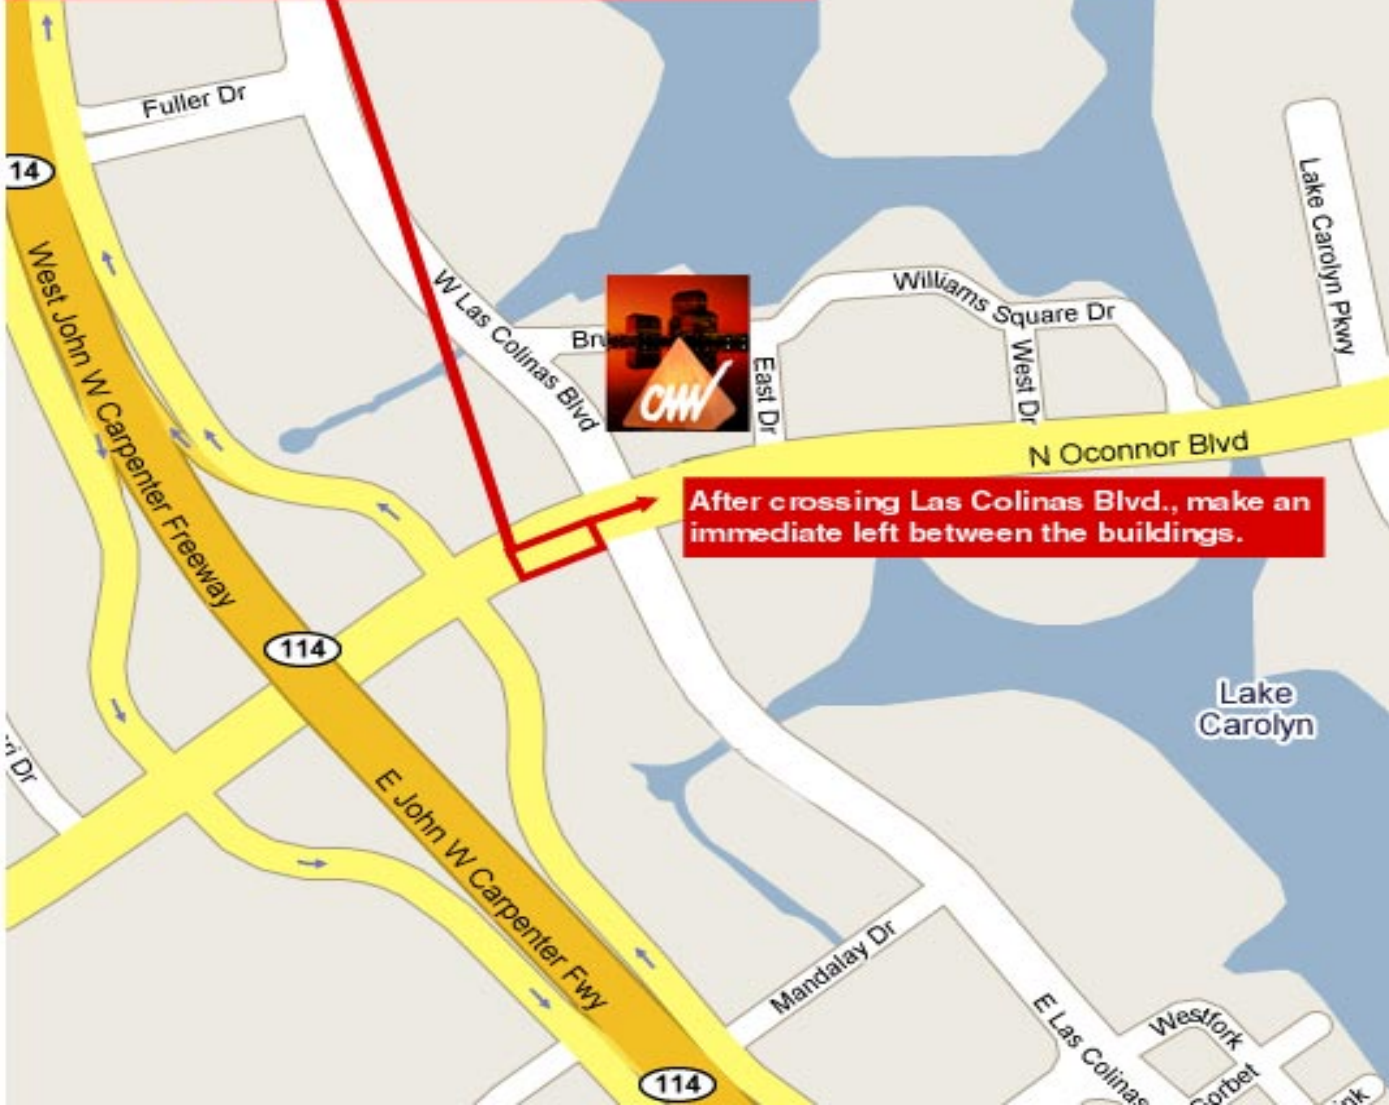 Fuller Dr
14
West John W Carpenter Freeway
W Las Colinas Blvd
CMW
East Dr
Williams Square Dr
West Dr
Lake Carolyn Pkwy
N Oconnor Blvd
After crossing Las Colinas Blvd., make an
immediate left between the buildings.
114
Lake
Carolyn
Dr
E John W Carpenter Fwy
Mandalay Dr
E Las Colinas
Westfork
114